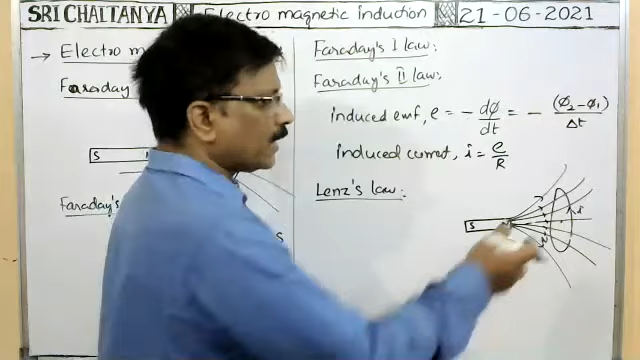 SRI CHAITANYA
Electro magnetic Induction
21-06-2021
→ Electro m
Faraday
S
Faraday's
S
Faraday's I law:
Faraday's II law:
induced emf, e = - dφ/dt = - (φ₂-φ₁)/Δt
induced current, i = e/R
Lenz's law:
S
N